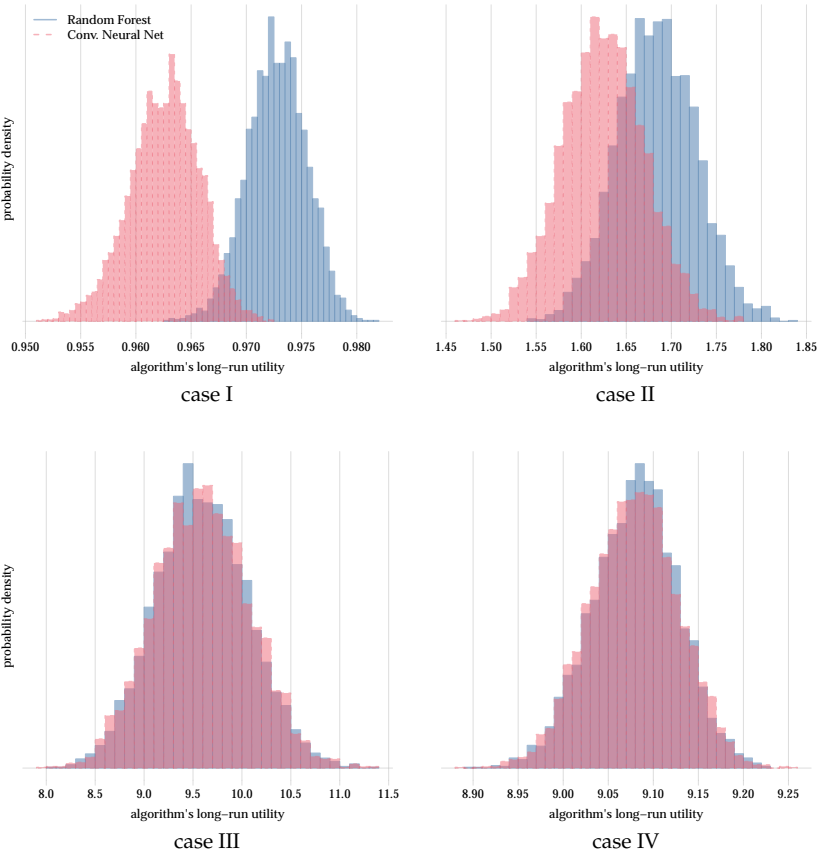 Random Forest
Conv. Neural Net
probability density
0.950 0.955 0.960 0.965 0.970 0.975 0.980
algorithm's long−run utility
case I
1.45 1.50 1.55 1.60 1.65 1.70 1.75 1.80 1.85
algorithm's long−run utility
case II
probability density
8.0 8.5 9.0 9.5 10.0 10.5 11.0 11.5
algorithm's long−run utility
case III
8.90 8.95 9.00 9.05 9.10 9.15 9.20 9.25
algorithm's long−run utility
case IV